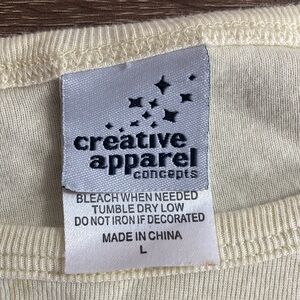 creative
apparel
concepts
BLEACH WHEN NEEDED
TUMBLE DRY LOW
DO NOT IRON IF DECORATED
MADE IN CHINA
L